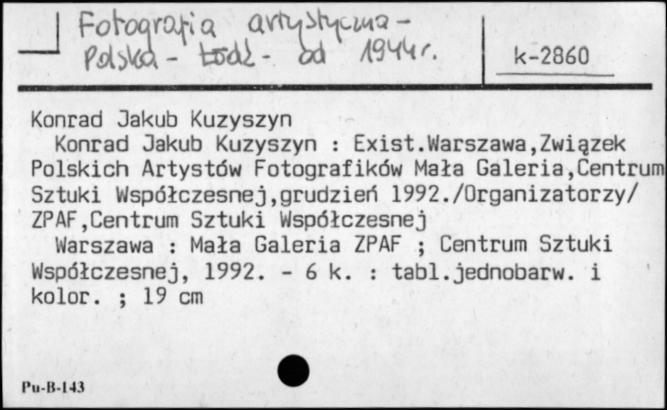 Fotografia artystyczna -
Polska - Łódź - od 1944 r.
k-2860
Konrad Jakub Kuzyszyn
Konrad Jakub Kuzyszyn : Exist.Warszawa,Związek
Polskich Artystów Fotografików Mała Galeria,Centrum
Sztuki Współczesnej,grudzień 1992./Organizatorzy/
ZPAF,Centrum Sztuki Współczesnej
Warszawa : Mała Galeria ZPAF ; Centrum Sztuki
Współczesnej, 1992. - 6 k. : tabl.jednobarw. i
kolor. ; 19 cm
Pu-B-143